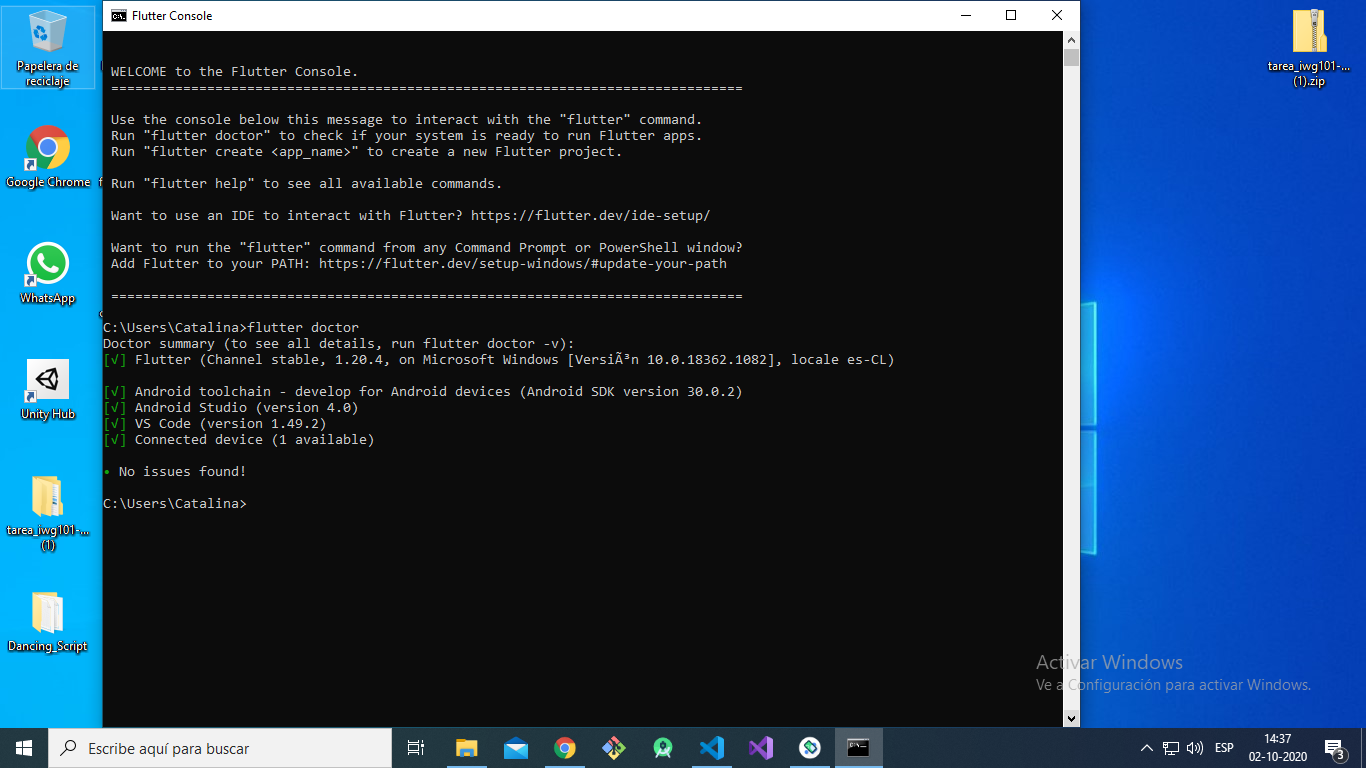 Flutter Console
WELCOME to the Flutter Console.
===============================================================================
Use the console below this message to interact with the "flutter" command.
Run "flutter doctor" to check if your system is ready to run Flutter apps.
Run "flutter create <app_name>" to create a new Flutter project.
Run "flutter help" to see all available commands.
Want to use an IDE to interact with Flutter? https://flutter.dev/ide-setup/
Want to run the "flutter" command from any Command Prompt or PowerShell window?
Add Flutter to your PATH: https://flutter.dev/setup-windows/#update-your-path
===============================================================================
C:\Users\Catalina>flutter doctor
Doctor summary (to see all details, run flutter doctor -v):
[√] Flutter (Channel stable, 1.20.4, on Microsoft Windows [VersiÃ³n 10.0.18362.1082], locale es-CL)
[√] Android toolchain - develop for Android devices (Android SDK version 30.0.2)
[√] Android Studio (version 4.0)
[√] VS Code (version 1.49.2)
[√] Connected device (1 available)
• No issues found!
C:\Users\Catalina>
Papelera de
reciclaje
Google Chrome
WhatsApp
Unity Hub
tarea_iwg101-...
(1)
Dancing_Script
tarea_iwg101-...
(1).zip
Activar Windows
Ve a Configuración para activar Windows.
Escribe aquí para buscar
ESP
14:37
02-10-2020
3